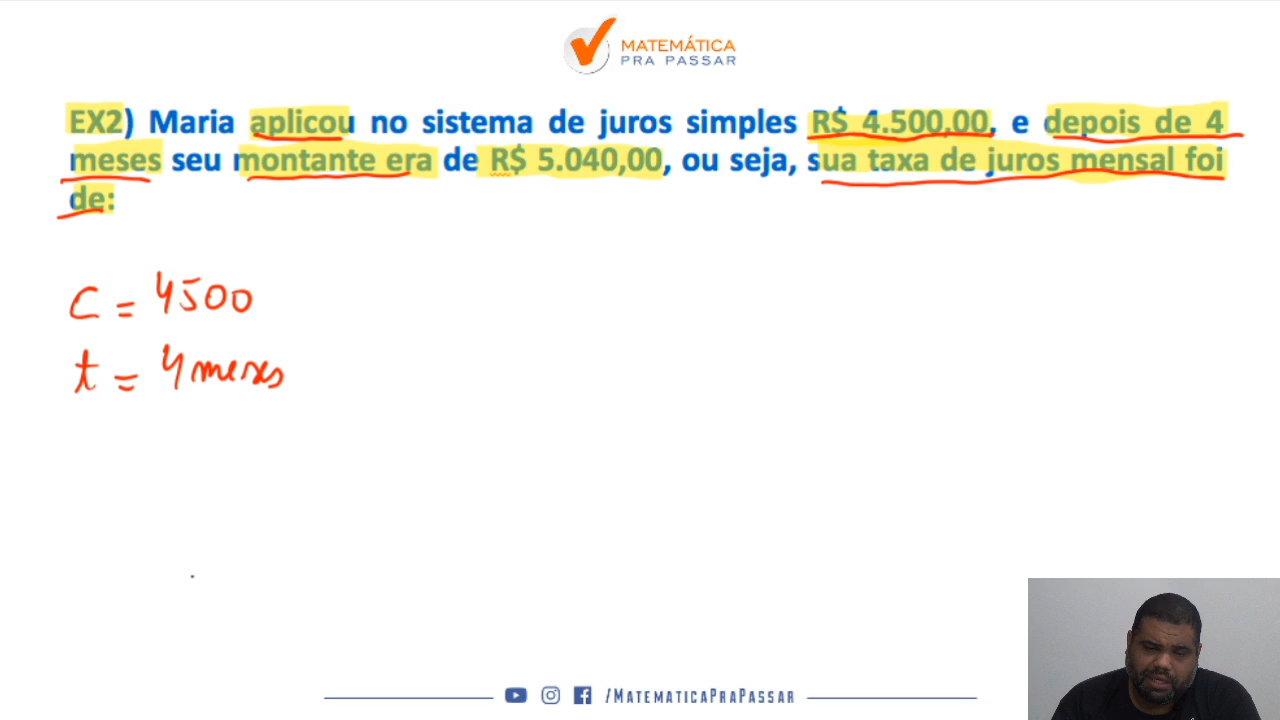 MATEMÁTICA
PRA PASSAR
EX2) Maria aplicou no sistema de juros simples R$ 4.500,00, e depois de 4
meses seu montante era de R$ 5.040,00, ou seja, sua taxa de juros mensal foi
de:
C = 4500
t = 4 meses
/MATEMATICAPRAPASSAR